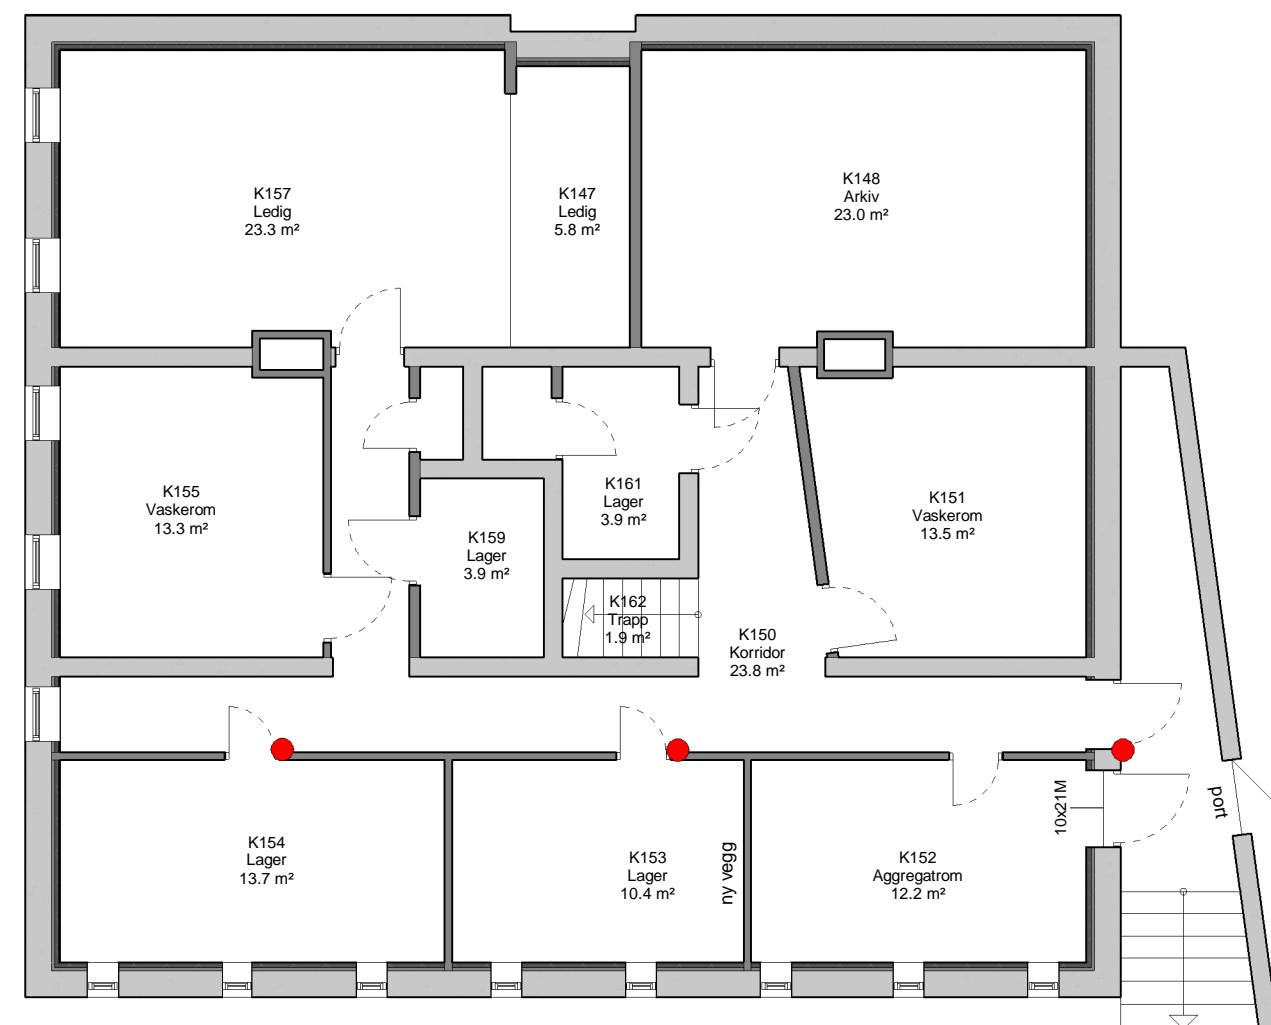 K157
Ledig
23.3 m²
K147
Ledig
5.8 m²
K148
Arkiv
23.0 m²
K155
Vaskerom
13.3 m²
K161
Lager
3.9 m²
K151
Vaskerom
13.5 m²
K159
Lager
3.9 m²
K162
Trapp
1.9 m²
K150
Korridor
23.8 m²
K154
Lager
13.7 m²
K153
Lager
10.4 m²
ny vegg
K152
Aggregatrom
12.2 m²
10x21M
port